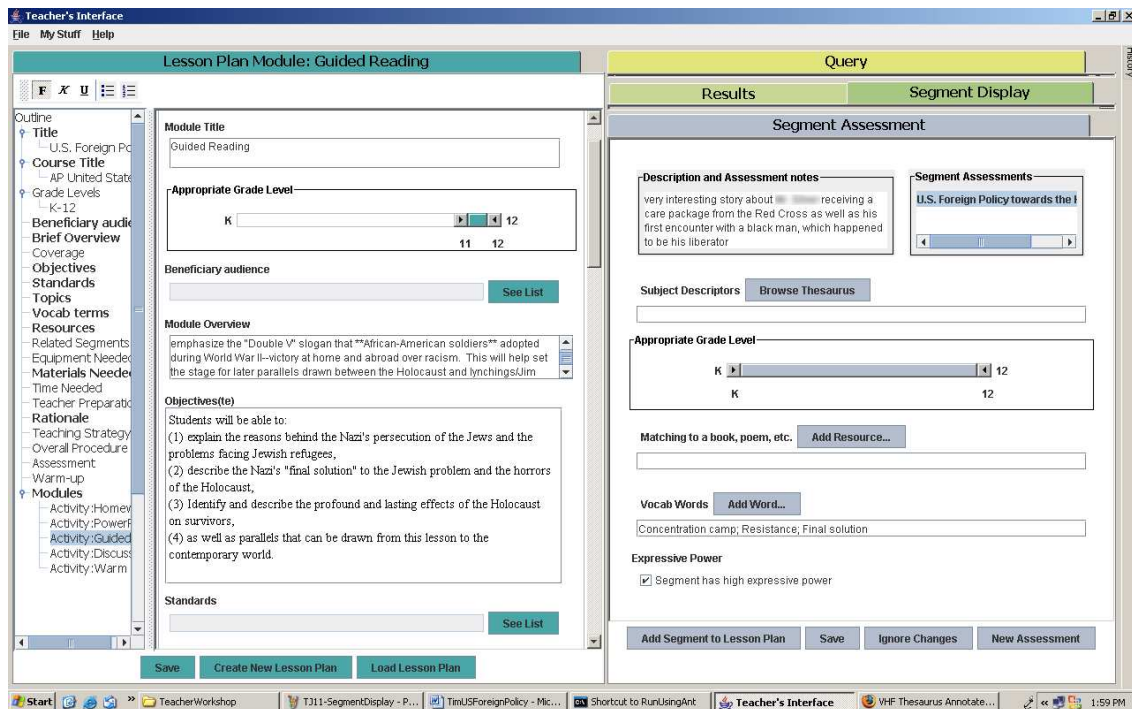 Teacher's Interface
File My Stuff Help
Lesson Plan Module: Guided Reading
F K U
Outline
Title
U.S. Foreign Po
Course Title
AP United State
Grade Levels
K-12
Beneficiary audie
Brief Overview
Coverage
Objectives
Standards
Topics
Vocab terms
Resources
Related Segments
Equipment Needed
Materials Neede
Time Needed
Teacher Preparatio
Rationale
Teaching Strategy
Overall Procedure
Assessment
Warm-up
Modules
Activity:Homew
Activity:PowerF
Activity:Guided
Activity:Discuss
Activity:Warm
Module Title
Guided Reading
Appropriate Grade Level
K 12
11 12
Beneficiary audience
See List
Module Overview
emphasize the "Double V" slogan that **African-American soldiers** adopted
during World War II--victory at home and abroad over racism. This will help set
the stage for later parallels drawn between the Holocaust and lynchings/Jim
Objectives(te)
Students will be able to:
(1) explain the reasons behind the Nazi's persecution of the Jews and the
problems facing Jewish refugees,
(2) describe the Nazi's "final solution" to the Jewish problem and the horrors
of the Holocaust,
(3) Identify and describe the profound and lasting effects of the Holocaust
on survivors,
(4) as well as parallels that can be drawn from this lesson to the
contemporary world.
Standards
See List
Save Create New Lesson Plan Load Lesson Plan
Query
History
Results Segment Display
Segment Assessment
Description and Assessment notes
very interesting story about receiving a
care package from the Red Cross as well as his
first encounter with a black man, which happened
to be his liberator
Segment Assessments
U.S. Foreign Policy towards the H
Subject Descriptors Browse Thesaurus
Appropriate Grade Level
K 12
K 12
Matching to a book, poem, etc. Add Resource...
Vocab Words Add Word...
Concentration camp; Resistance; Final solution
Expressive Power
Segment has high expressive power
Add Segment to Lesson Plan Save Ignore Changes New Assessment
Start TeacherWorkshop TJ11-SegmentDisplay - P... TimUSForeignPolicy - Mic... Shortcut to RunUsingAnt Teacher's Interface VHF Thesaurus Annotate... 1:59 PM